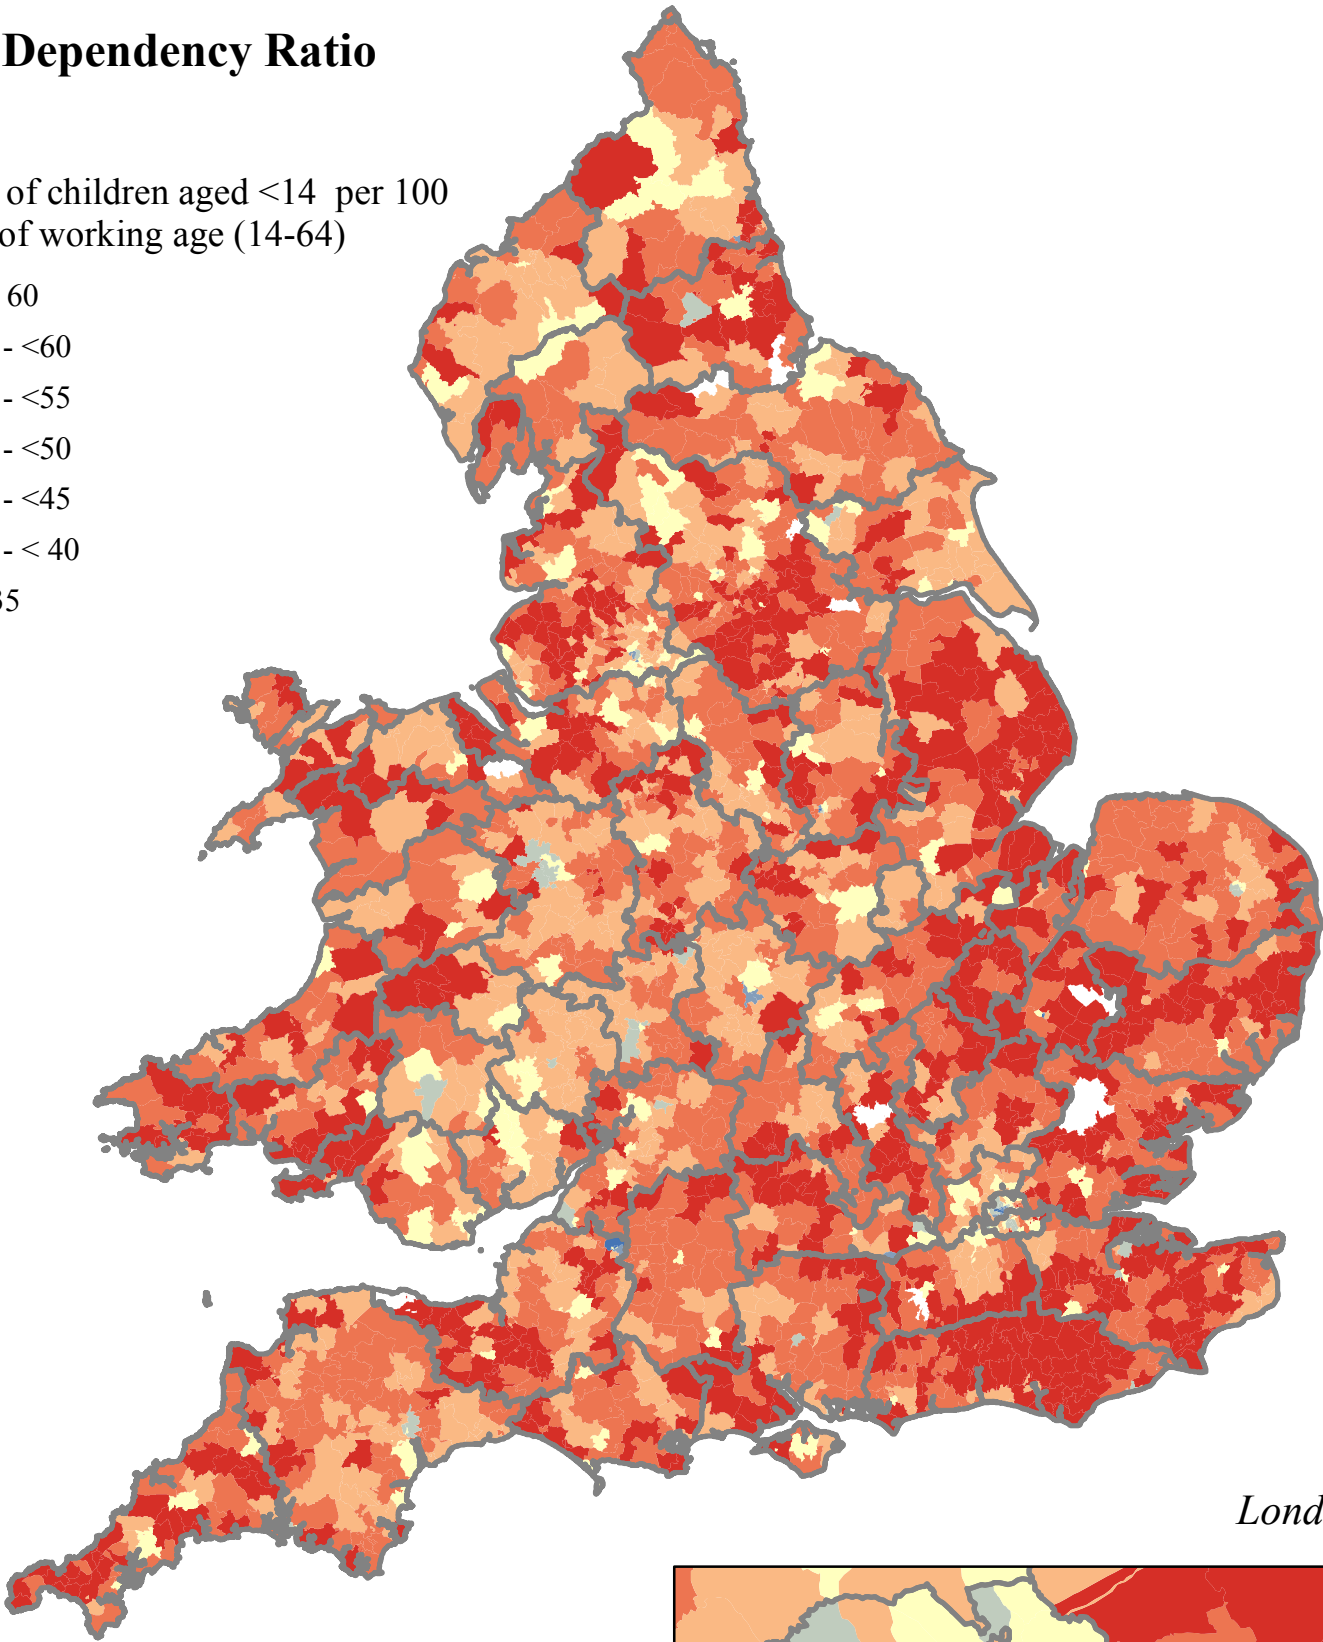 Dependency Ratio
of children aged <14 per 100
of working age (14-64)
60
- <60
- <55
- <50
- <45
- < 40
35
Lond